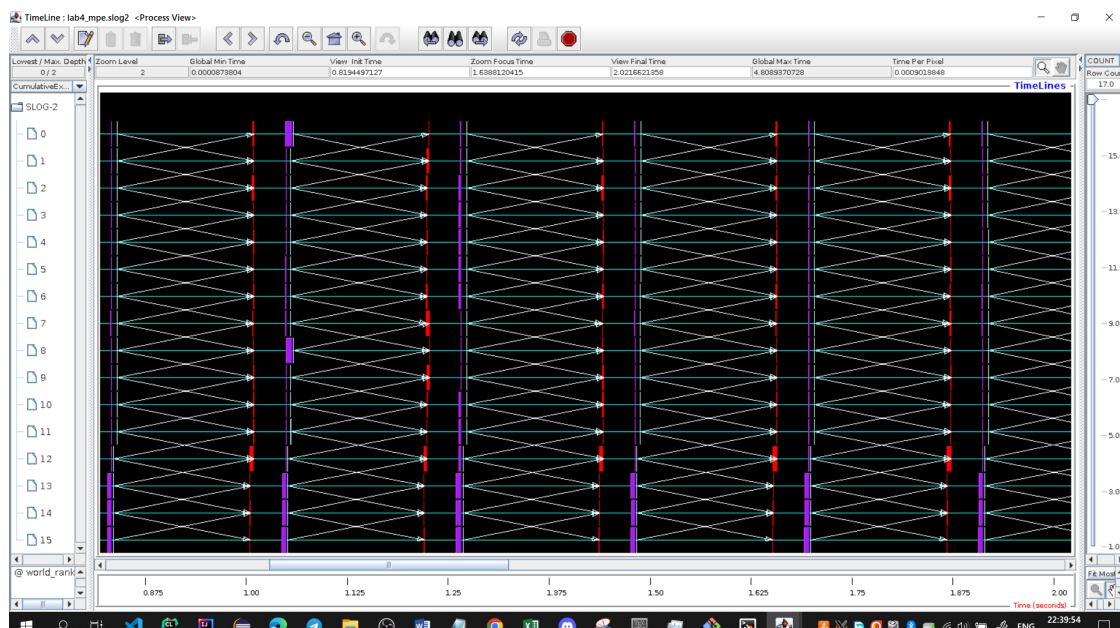 TimeLine : lab4_mpe.slog2 <Process View>
Lowest / Max. Depth
0 / 2
Zoom Level
2
Global Min Time
0.0000873804
View Init Time
0.8194497127
Zoom Focus Time
1.6388120415
View Final Time
2.0216621358
Global Max Time
4.8089370728
Time Per Pixel
0.0009018848
COUNT
Row Cou
17.0
CumulativeEx...
TimeLines
SLOG-2
0
1
2
3
4
5
6
7
8
9
10
11
12
13
14
15
15.
13.
11.
9.0
7.0
5.0
3.0
1.0
@ world_rank
Fit Most
0.875
1.00
1.125
1.25
1.375
1.50
1.625
1.75
1.875
2.00
Time (seconds)
ENG
22:39:54